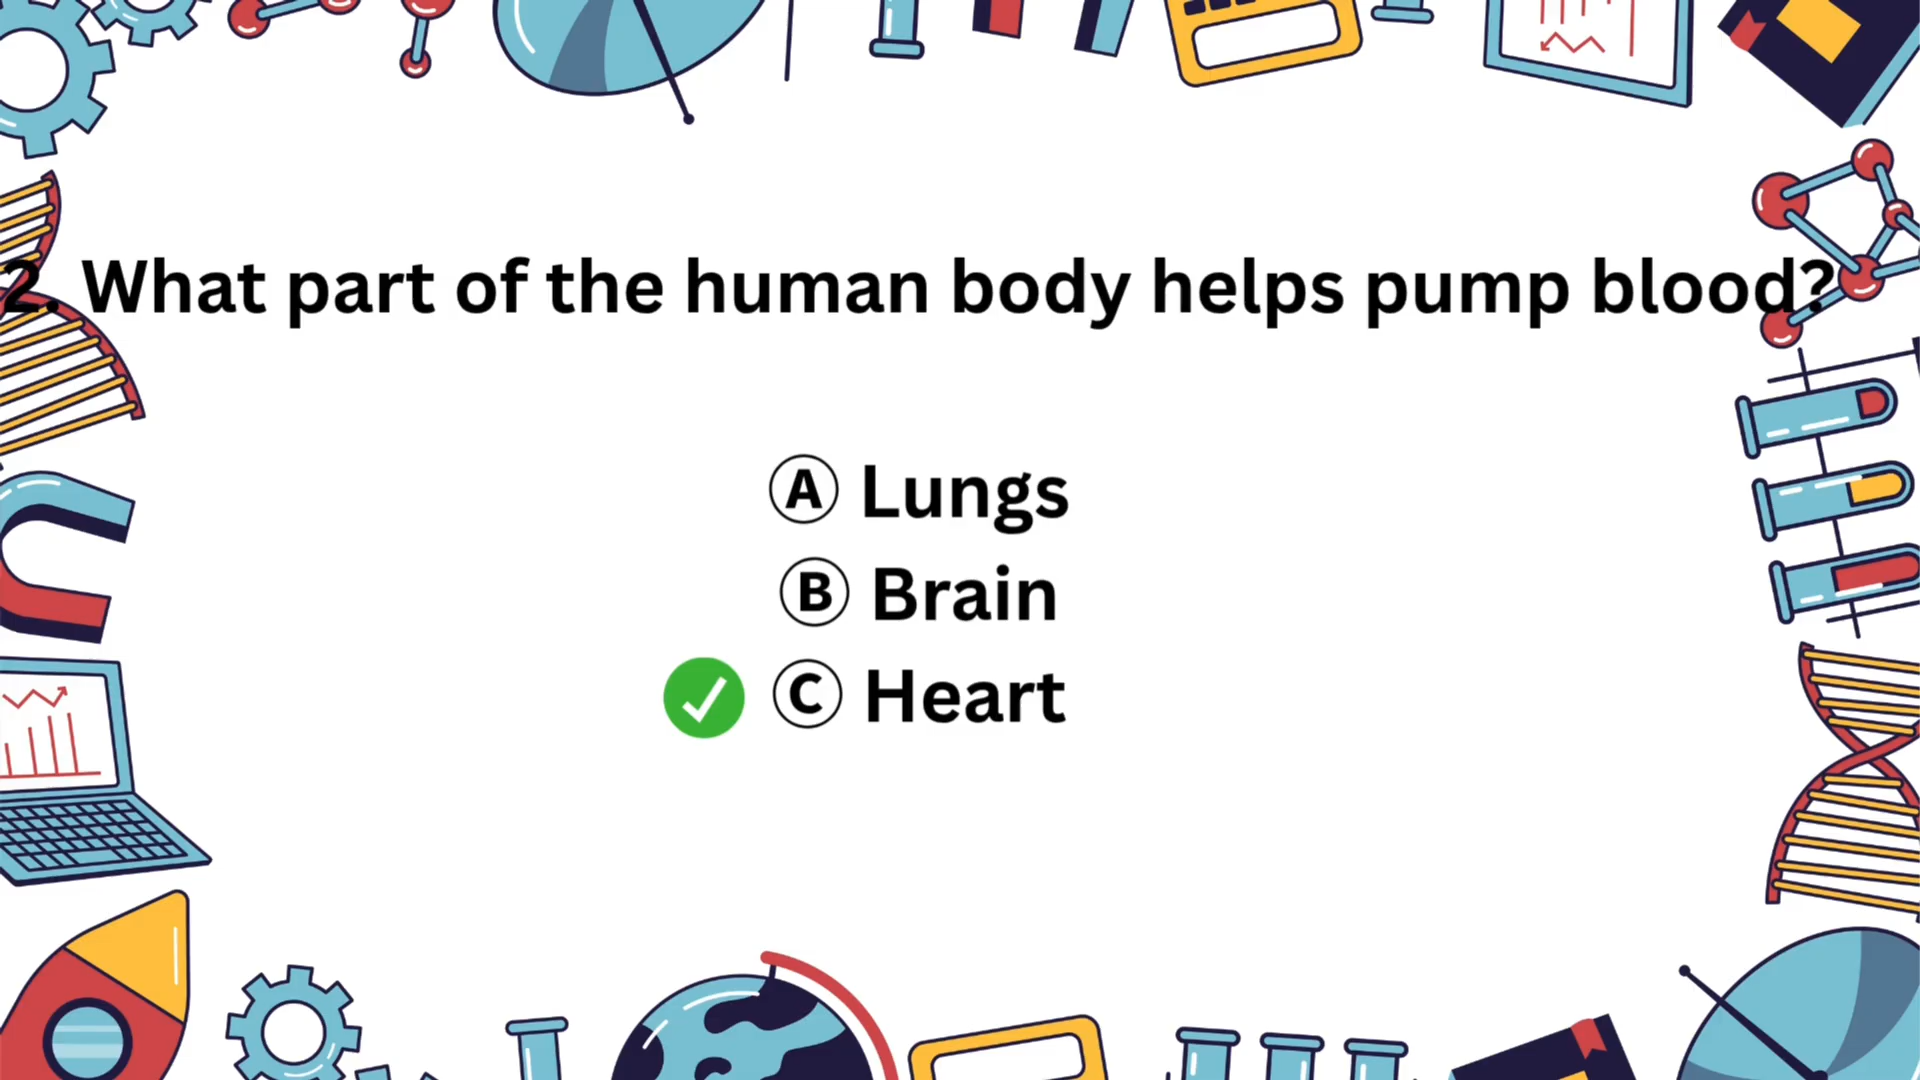 2. What part of the human body helps pump blood?
Ⓐ Lungs
Ⓑ Brain
✅ Ⓒ Heart